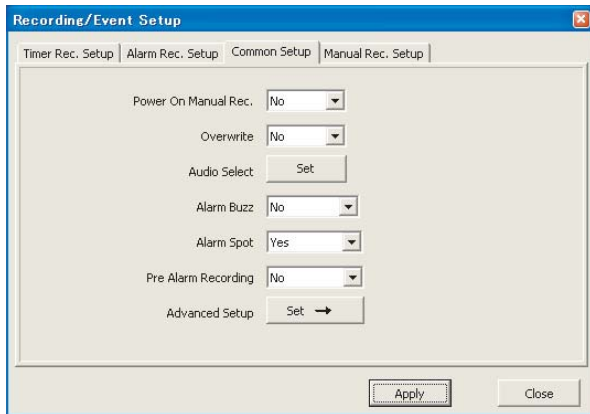 Recording/Event Setup
Timer Rec. Setup Alarm Rec. Setup Common Setup Manual Rec. Setup
Power On Manual Rec. No
Overwrite No
Audio Select Set
Alarm Buzz No
Alarm Spot Yes
Pre Alarm Recording No
Advanced Setup Set →
Apply Close